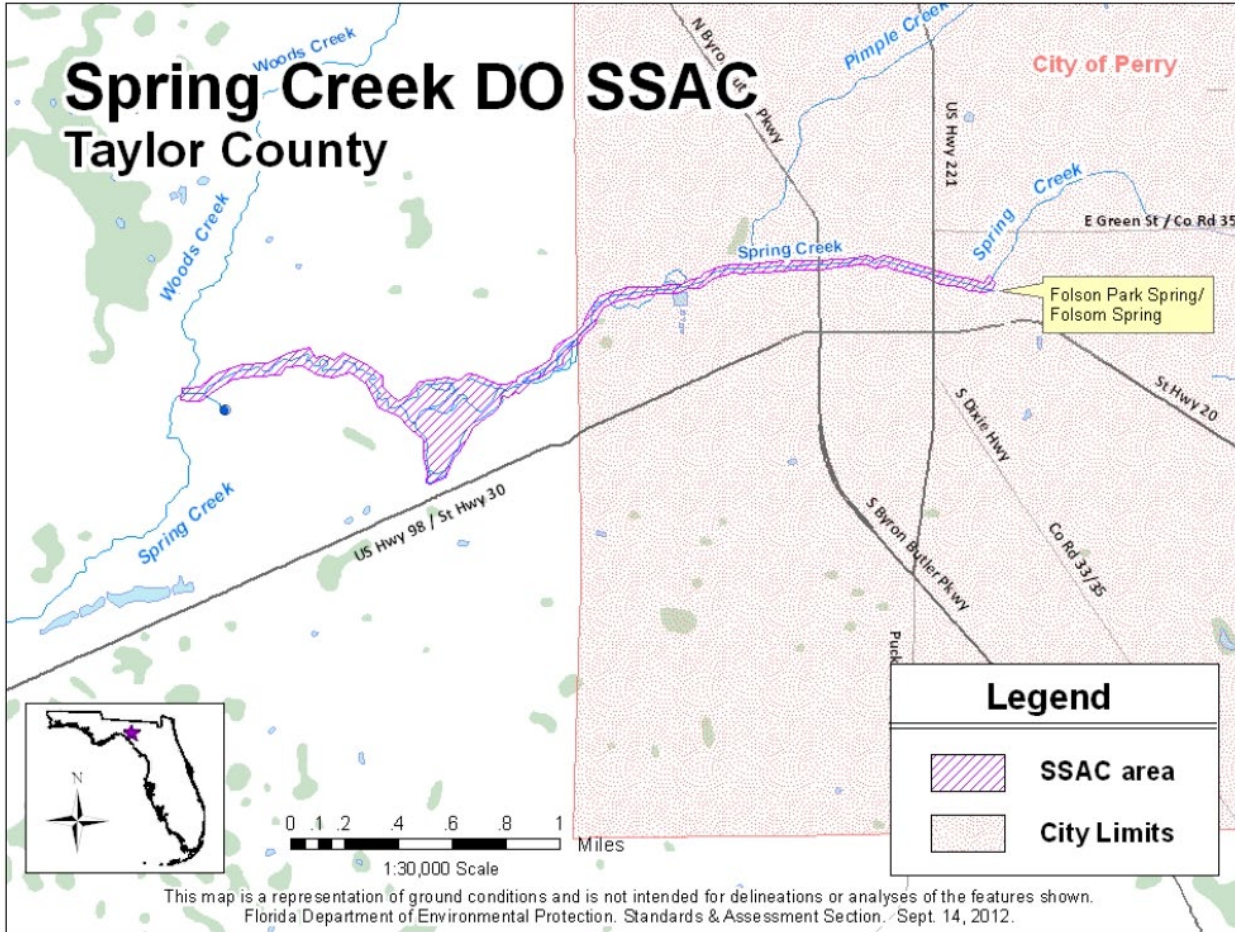 Spring Creek DO SSAC
Taylor County
Woods Creek
Woods Creek
Spring Creek
Pimple Creek
City of Perry
US Hwy 221
Spring Creek
Spring Creek
E Green St / Co Rd 35
Folson Park Spring/
Folsom Spring
St Hwy 20
S Dixie Hwy
Co Rd 33/35
S Byron Butler Pkwy
US Hwy 98 / St Hwy 30
N Byro
Pkwy
Puck
Legend
SSAC area
City Limits
N
0 .1 .2 .4 .6 .8 1
Miles
1:30,000 Scale
This map is a representation of ground conditions and is not intended for delineations or analyses of the features shown.
Florida Department of Environmental Protection. Standards & Assessment Section. Sept. 14, 2012.